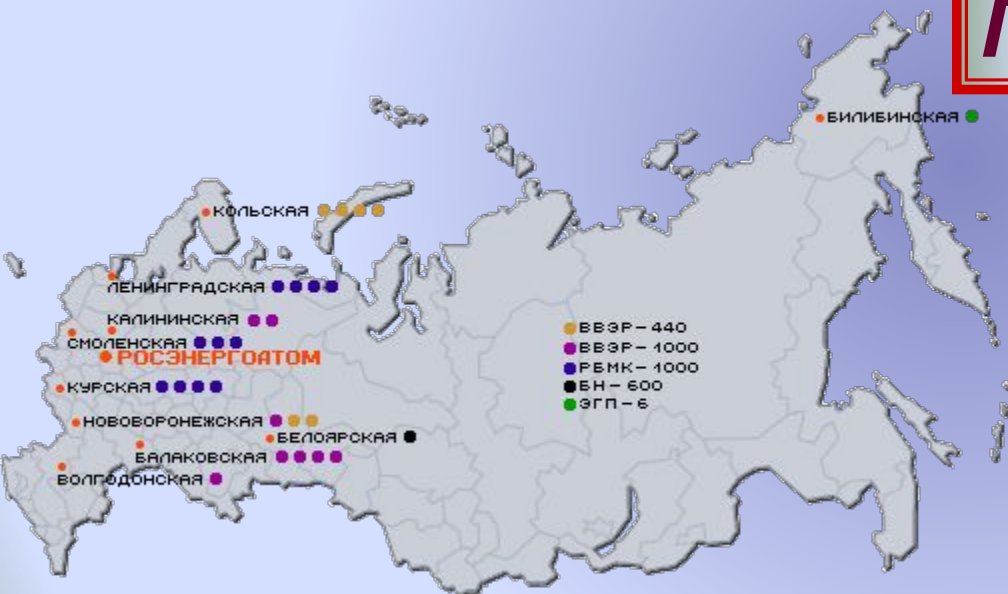 БИЛИБИНСКАЯ
КОЛЬСКАЯ
ЛЕНИНГРАДСКАЯ
КАЛИНИНСКАЯ
СМОЛЕНСКАЯ
РОСЭНЕРГОАТОМ
КУРСКАЯ
НОВОВОРОНЕЖСКАЯ
БЕЛОЯРСКАЯ
БАЛАКОВСКАЯ
ВОЛГОДОНСКАЯ
ВВЭР-440
ВВЭР-1000
РБМК-1000
БН-600
ЭГП-6